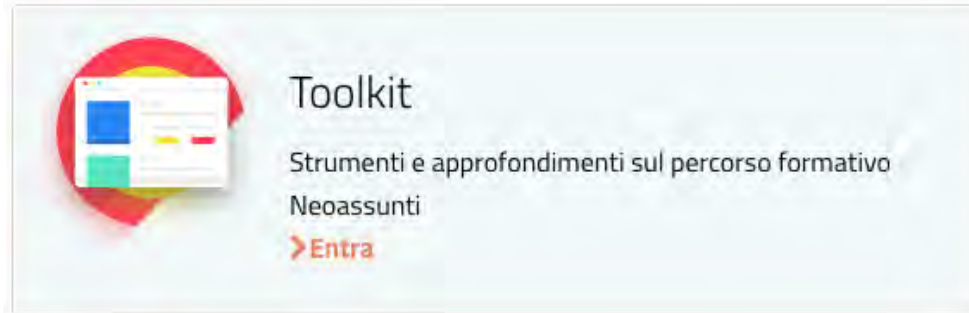 Toolkit
Strumenti e approfondimenti sul percorso formativo
Neoassunti
Entra